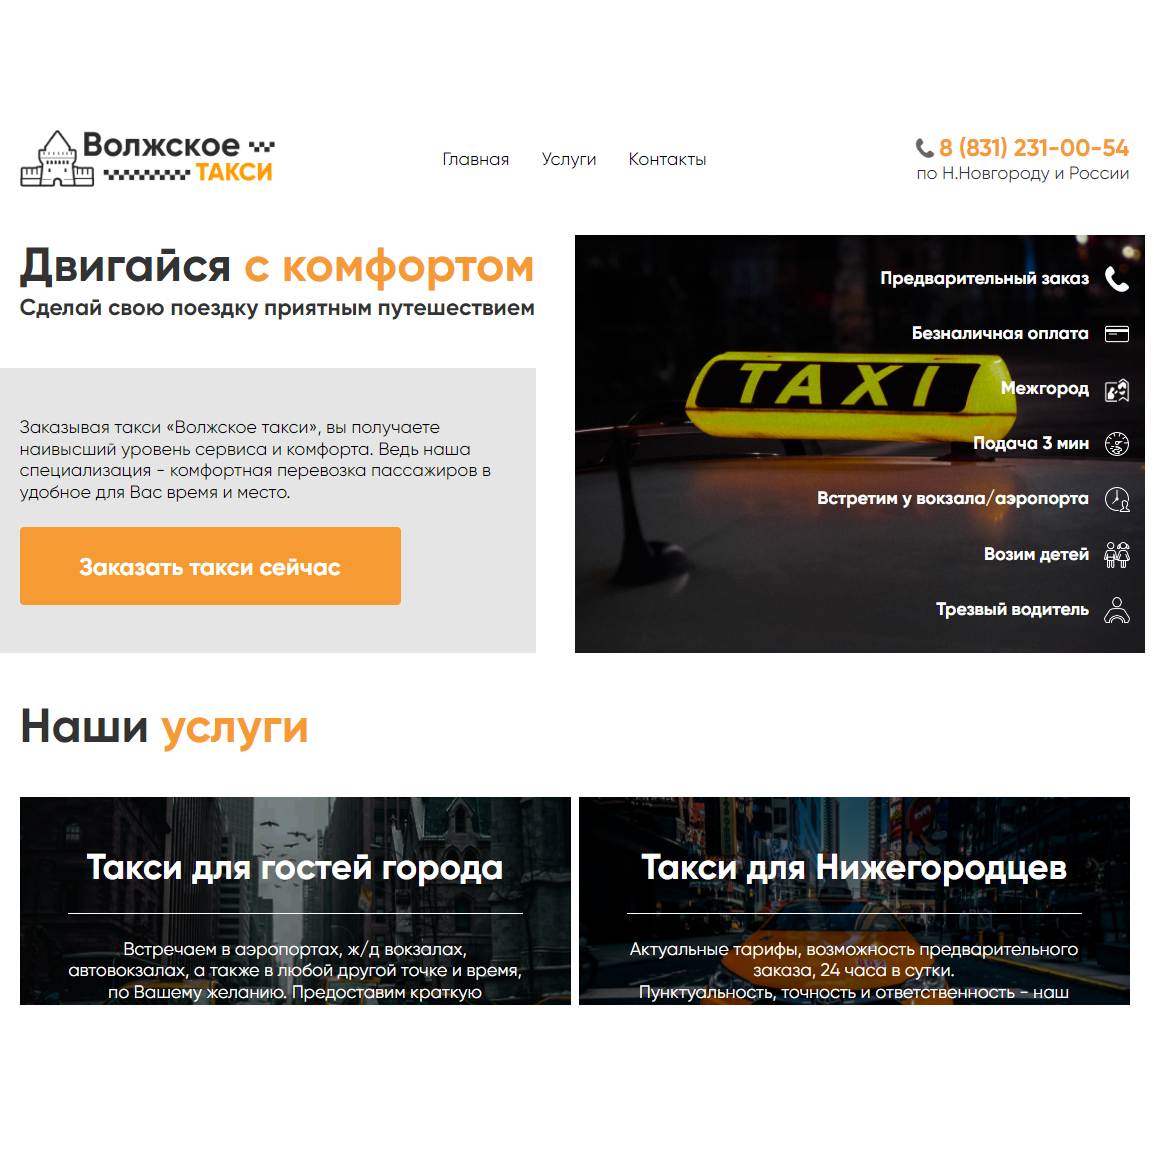 Волжское
ТАКСИ
Главная Услуги Контакты
8 (831) 231-00-54
по Н.Новгороду и России
Двигайся с комфортом
Сделай свою поездку приятным путешествием
Заказывая такси «Волжское такси», вы получаете
наивысший уровень сервиса и комфорта. Ведь наша
специализация - комфортная перевозка пассажиров в
удобное для Вас время и место.
Заказать такси сейчас
TAXI
Предварительный заказ
Безналичная оплата
Межгород
Подача 3 мин
Встретим у вокзала/аэропорта
Возим детей
Трезвый водитель
Наши услуги
Такси для гостей города
Встречаем в аэропортах, ж/д вокзалах,
автовокзалах, а также в любой другой точке и время,
по Вашему желанию. Предоставим краткую
Такси для Нижегородцев
Актуальные тарифы, возможность предварительного
заказа, 24 часа в сутки.
Пунктуальность, точность и ответственность - наш